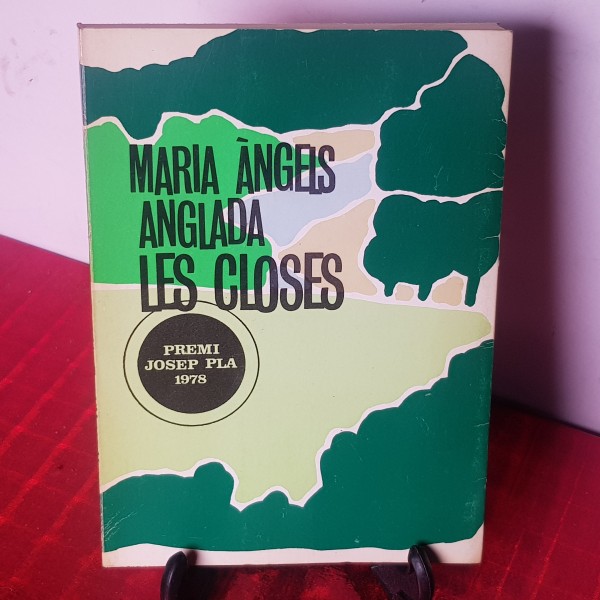 MARIA ÀNGELS
ANGLADA
LES CLOSES
PREMI
JOSEP PLA
1978